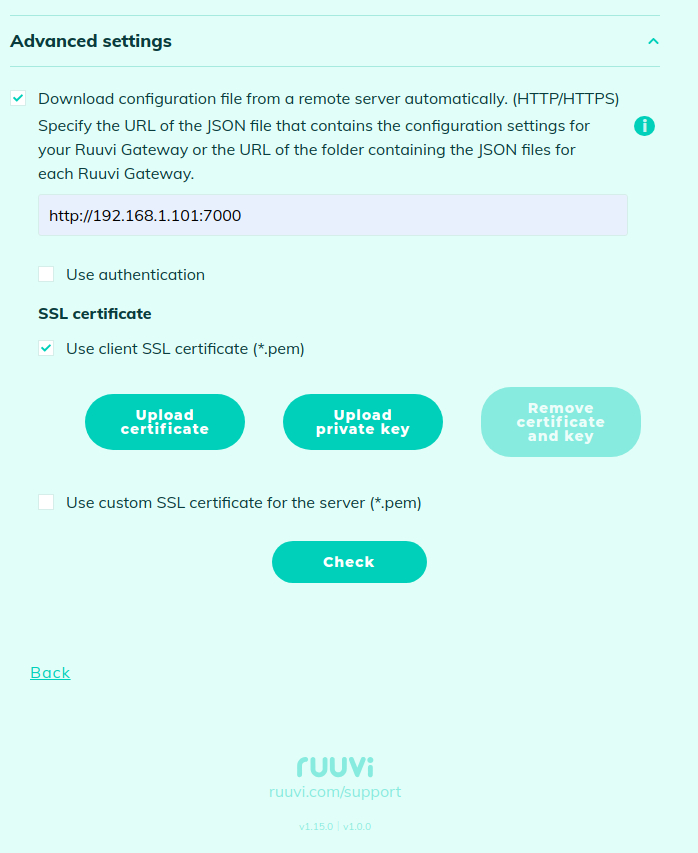 Advanced settings
Download configuration file from a remote server automatically. (HTTP/HTTPS)
Specify the URL of the JSON file that contains the configuration settings for
your Ruuvi Gateway or the URL of the folder containing the JSON files for
each Ruuvi Gateway.
i
http://192.168.1.101:7000
Use authentication
SSL certificate
Use client SSL certificate (*.pem)
Upload
certificate
Upload
private key
Remove
certificate
and key
Use custom SSL certificate for the server (*.pem)
Check
Back
ruuvi
ruuvi.com/support
v1.15.0 | v1.0.0